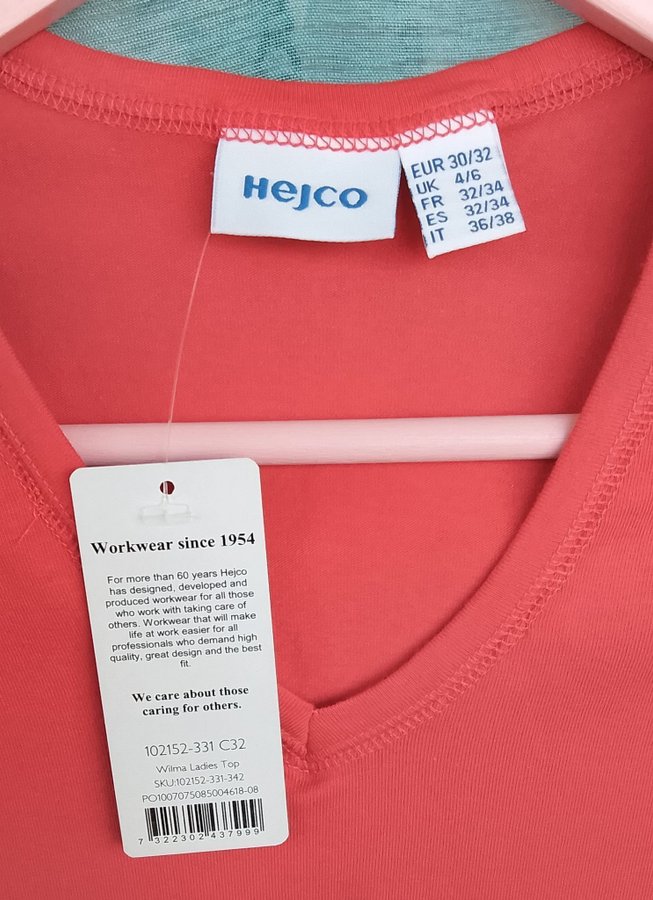 Hejco
EUR 30/32
UK 4/6
FR 32/34
ES 32/34
IT 36/38
Workwear since 1954
For more than 60 years Hejco
has designed, developed and
produced workwear for all those
who work with taking care of
others. Workwear that will make
life at work easier for all
professionals who demand high
quality, great design and the best
fit.
We care about those
caring for others.
102152-331 C32
Wilma Ladies Top
SKU:102152-331-342
PO1007075085004618-08
7 322302 437999